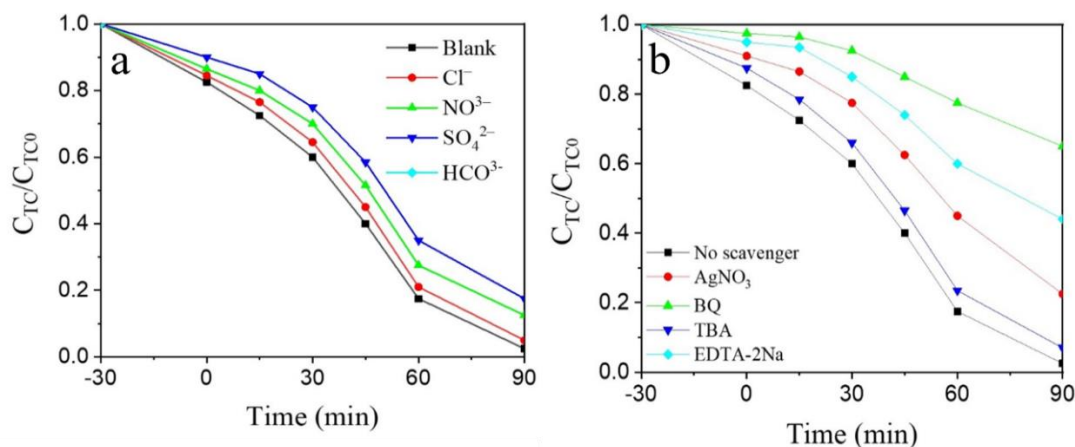 a
C_TC/C_TC0
1.0
0.8
0.6
0.4
0.2
0.0
Blank
Cl⁻
NO³⁻
SO₄²⁻
HCO³⁻
-30 0 30 60 90
Time (min)
b
C_TC/C_TC0
1.0
0.8
0.6
0.4
0.2
0.0
No scavenger
AgNO₃
BQ
TBA
EDTA-2Na
-30 0 30 60 90
Time (min)